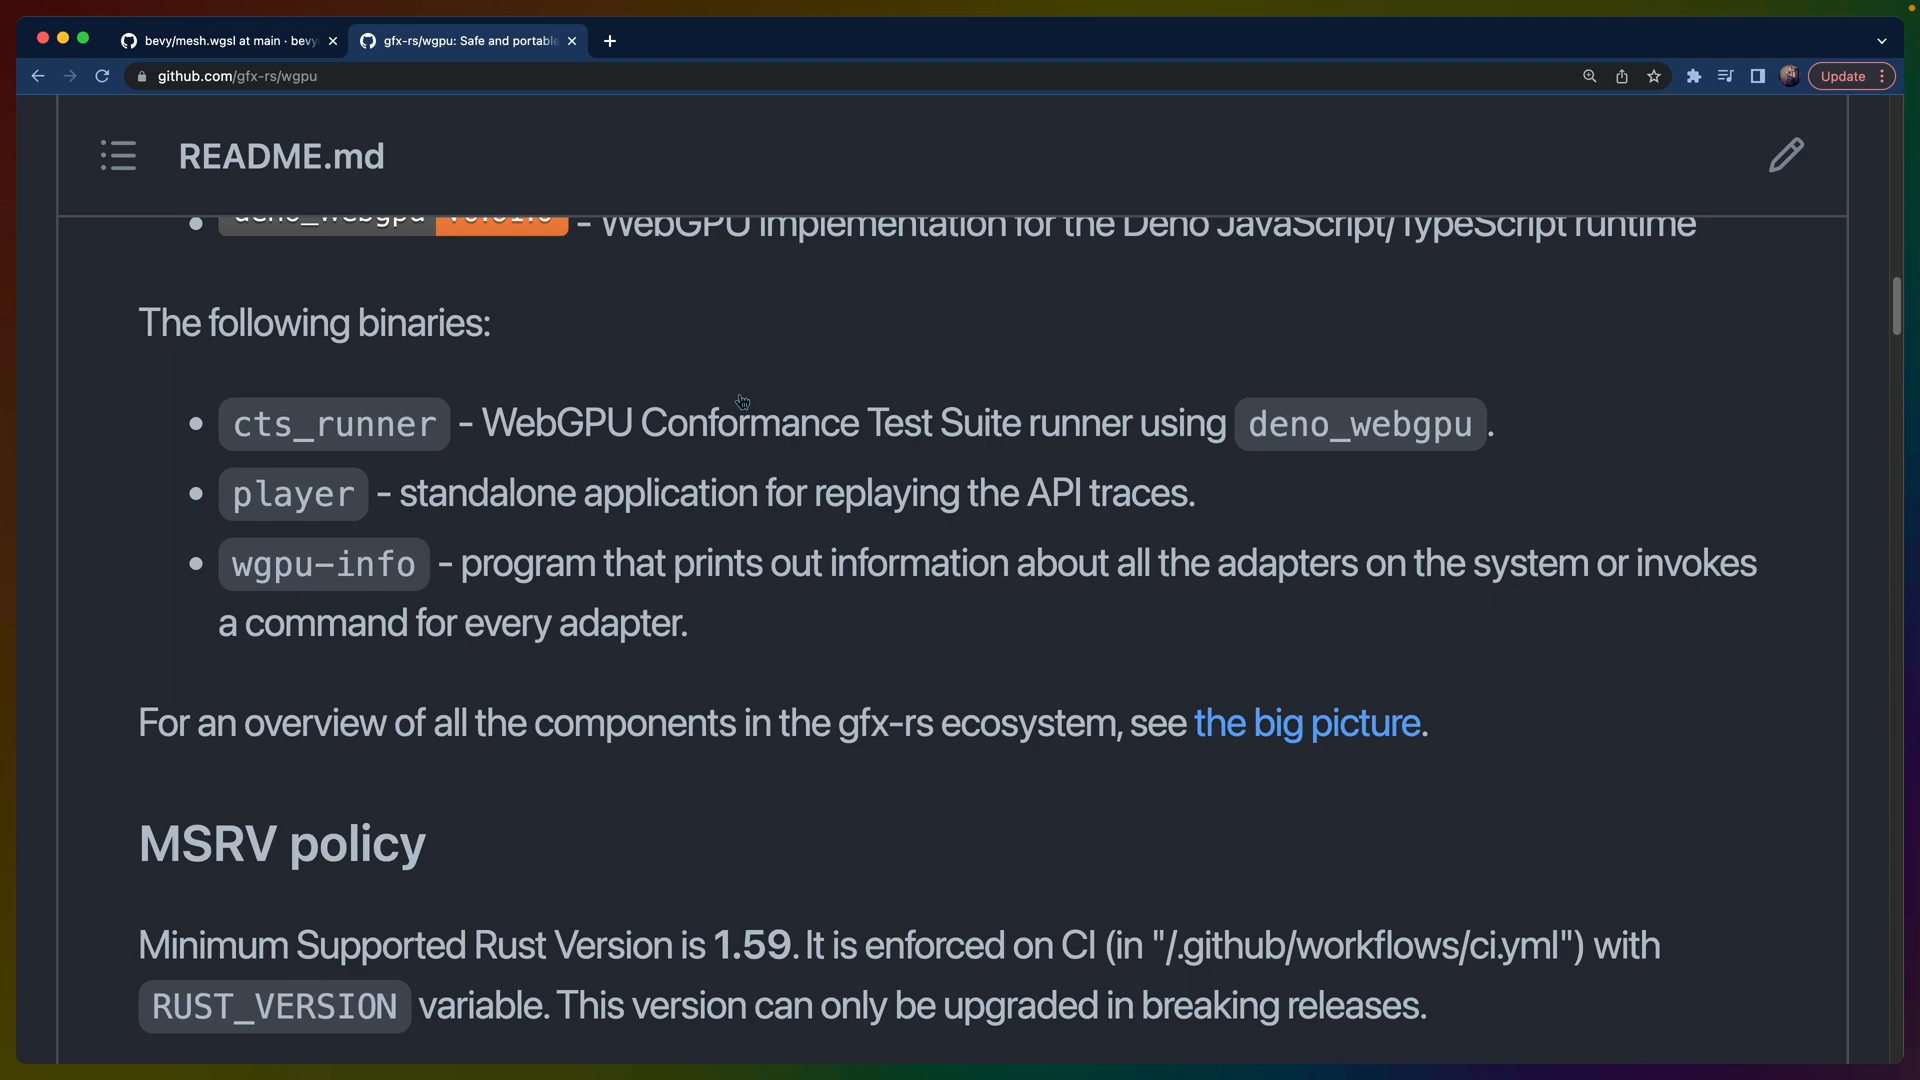 bevy/mesh.wgsl at main · bevy
gfx-rs/wgpu: Safe and portable
github.com/gfx-rs/wgpu
Update
README.md
deno_webgpu - WebGPU implementation for the Deno JavaScript/TypeScript runtime
The following binaries:
cts_runner - WebGPU Conformance Test Suite runner using deno_webgpu.
player - standalone application for replaying the API traces.
wgpu-info - program that prints out information about all the adapters on the system or invokes
a command for every adapter.
For an overview of all the components in the gfx-rs ecosystem, see the big picture.
MSRV policy
Minimum Supported Rust Version is 1.59. It is enforced on CI (in "/.github/workflows/ci.yml") with
RUST_VERSION variable. This version can only be upgraded in breaking releases.